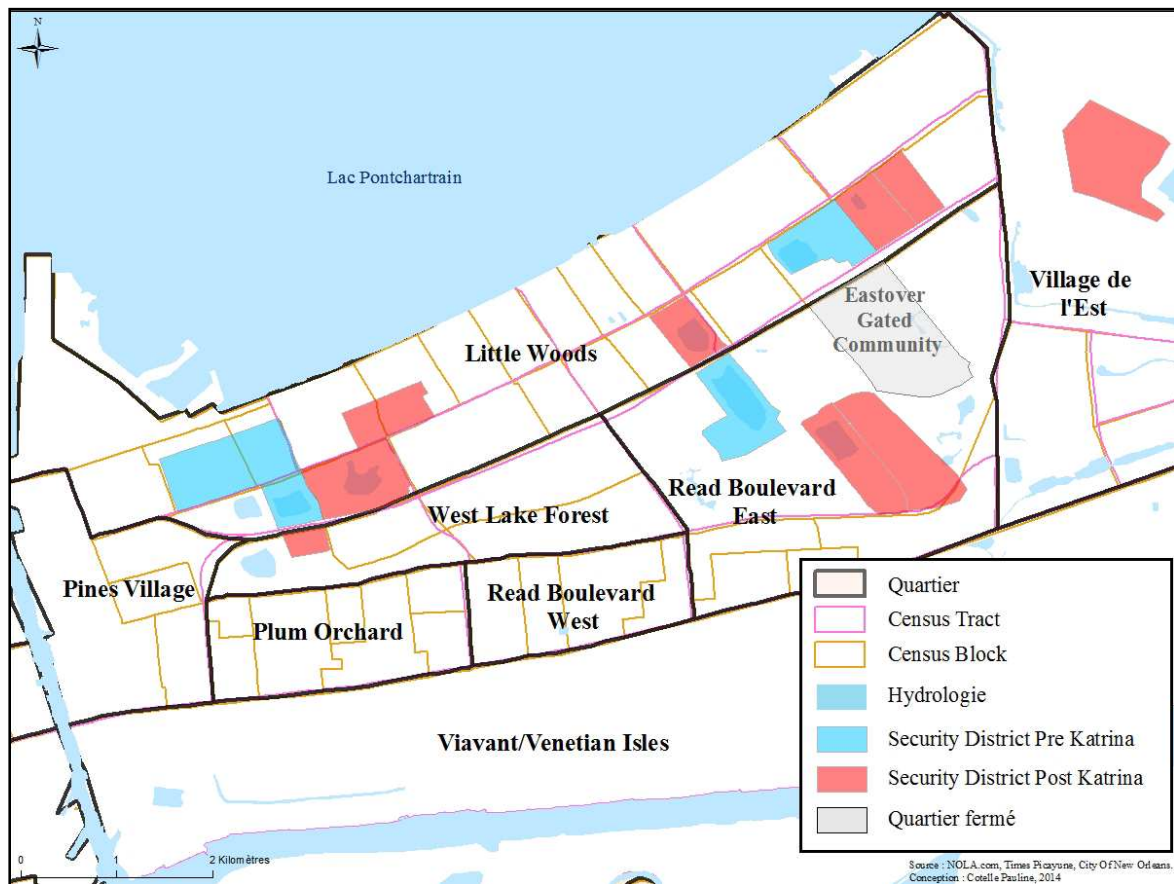 N
Lac Pontchartrain
Village de
l'Est
Eastover
Gated
Community
Little Woods
Read Boulevard
East
West Lake Forest
Pines Village
Read Boulevard
West
Plum Orchard
Viavant/Venetian Isles
Quartier
Census Tract
Census Block
Hydrologie
Security District Pre Katrina
Security District Post Katrina
Quartier fermé
0 1 2 Kilomètres
Source : NOLA.com, Times Picayune, City Of New Orleans.
Conception : Cotelle Pauline, 2014